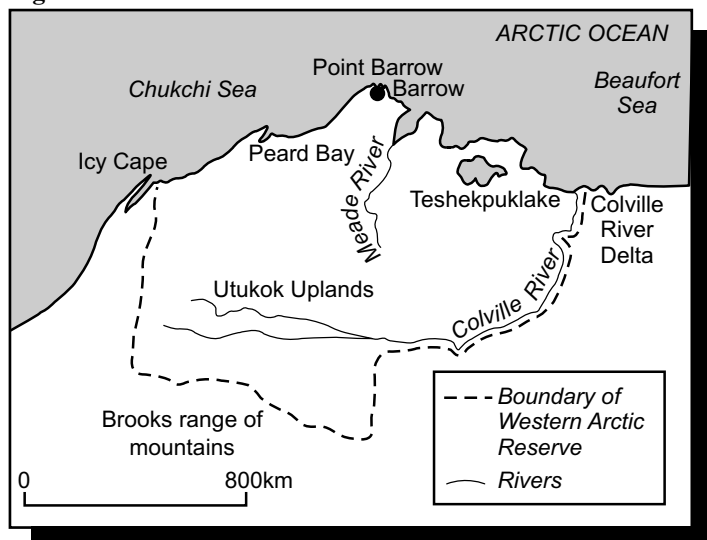 ARCTIC OCEAN
Point Barrow
Barrow
Chukchi Sea
Beaufort
Sea
Peard Bay
Icy Cape
Meade River
Teshekpuklake
Colville
River
Delta
Utukok Uplands
Colville River
Brooks range of
mountains
Boundary of
Western Arctic
Reserve
Rivers
0 800km